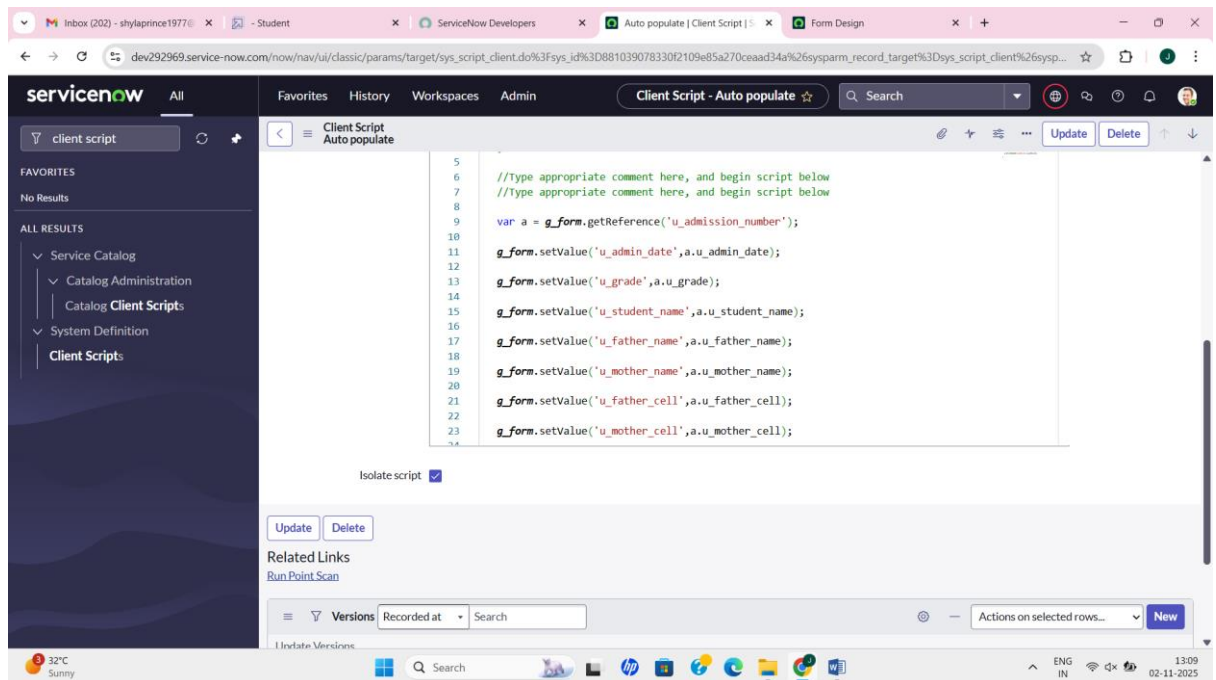 Inbox (202) - shylaprince1977@
- Student
ServiceNow Developers
Auto populate | Client Script | S
Form Design
dev292969.service-now.com/now/nav/ui/classic/params/target/sys_script_client.do%3Fsys_id%3D881039078330f2109e85a270ceaad34a%26sysparm_record_target%3Dsys_script_client%26sysp...
servicenow
All
Favorites History Workspaces Admin
Client Script - Auto populate
Search
client script
Client Script
Auto populate
Update Delete
FAVORITES
No Results
ALL RESULTS
Service Catalog
Catalog Administration
Catalog Client Scripts
System Definition
Client Scripts
5
6 //Type appropriate comment here, and begin script below
7 //Type appropriate comment here, and begin script below
8
9 var a = g_form.getReference('u_admission_number');
10
11 g_form.setValue('u_admin_date',a.u_admin_date);
12
13 g_form.setValue('u_grade',a.u_grade);
14
15 g_form.setValue('u_student_name',a.u_student_name);
16
17 g_form.setValue('u_father_name',a.u_father_name);
18
19 g_form.setValue('u_mother_name',a.u_mother_name);
20
21 g_form.setValue('u_father_cell',a.u_father_cell);
22
23 g_form.setValue('u_mother_cell',a.u_mother_cell);
24
Isolate script
Update Delete
Related Links
Run Point Scan
Versions Recorded at Search
Actions on selected rows... New
Update Versions
3
32°C
Sunny
Search
ENG
IN
13:09
02-11-2025